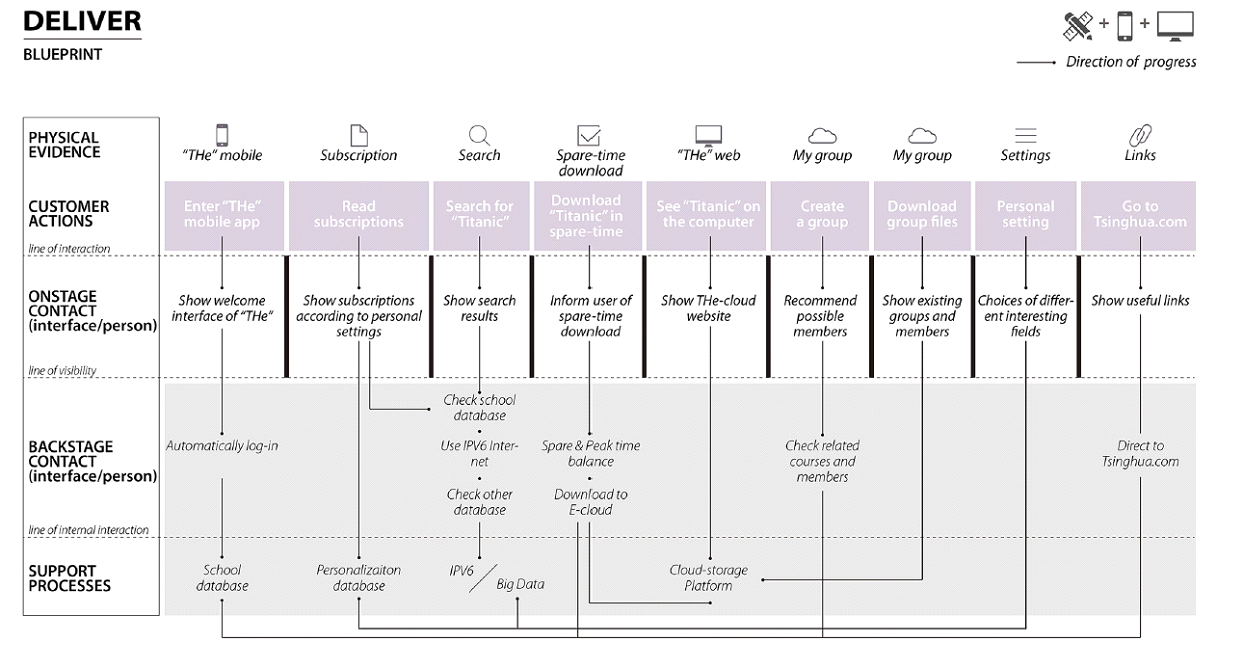 DELIVER
BLUEPRINT
+ +
Direction of progress
PHYSICAL
EVIDENCE
"THe" mobile
Subscription
Search
Spare-time
download
"THe" web
My group
My group
Settings
Links
CUSTOMER
ACTIONS
Enter "THe"
mobile app
Read
subscriptions
Search for
"Titanic"
Download
"Titanic" in
spare-time
See "Titanic" on
the computer
Create
a group
Download
group files
Personal
setting
Go to
Tsinghua.com
line of interaction
ONSTAGE
CONTACT
(interface/person)
Show welcome
interface of "THe"
Show subscriptions
according to personal
settings
Show search
results
Inform user of
spare-time
download
Show THe-cloud
website
Recommend
possible
members
Show existing
groups and
members
Choices of differ-
ent interesting
fields
Show useful links
line of visibility
BACKSTAGE
CONTACT
(interface/person)
Automatically log-in
Check school
database
Use IPV6 Inter-
net
Check other
database
Spare & Peak time
balance
Download to
E-cloud
Check related
courses and
members
Direct to
Tsinghua.com
line of internal interaction
SUPPORT
PROCESSES
School
database
Personalizaiton
database
IPV6
Big Data
Cloud-storage
Platform